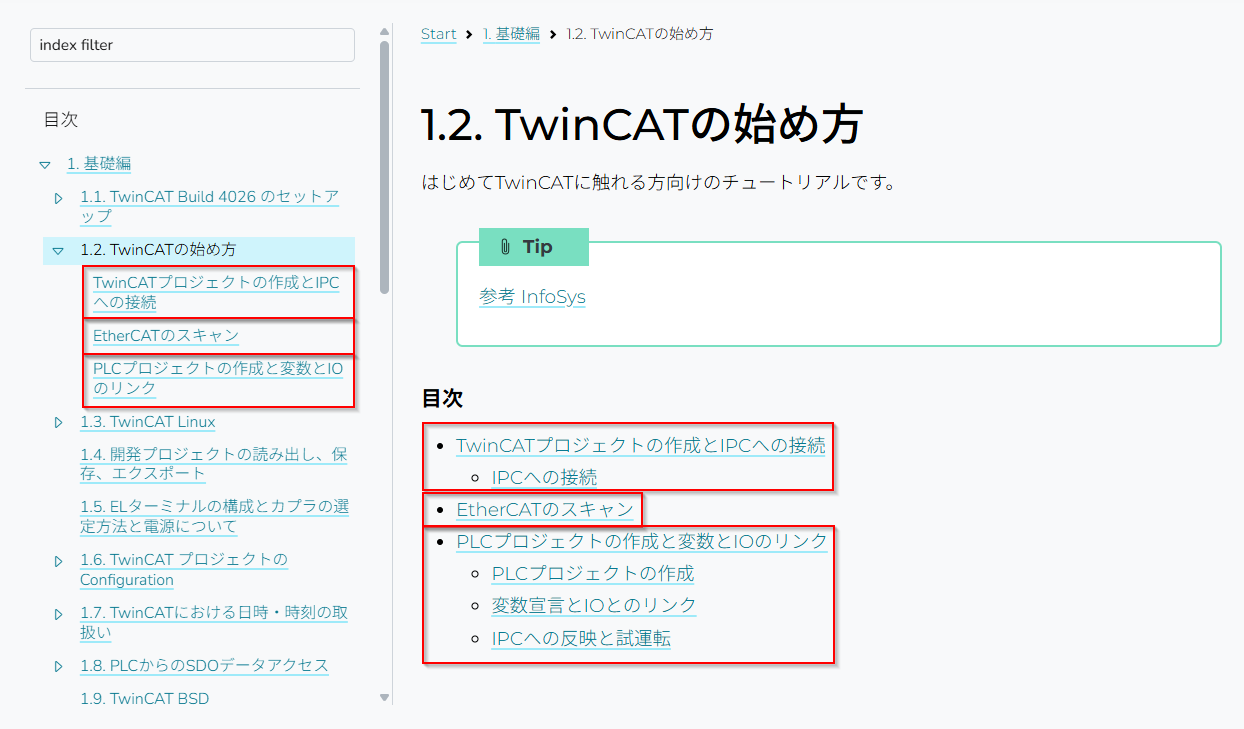 index filter
目次
1. 基礎編
1.1. TwinCAT Build 4026 のセットア
ップ
1.2. TwinCATの始め方
TwinCATプロジェクトの作成とIPC
への接続
EtherCATのスキャン
PLCプロジェクトの作成と変数とIO
のリンク
1.3. TwinCAT Linux
1.4. 開発プロジェクトの読み出し、保
存、エクスポート
1.5. ELターミナルの構成とカプラの選
定方法と電源について
1.6. TwinCAT プロジェクトの
Configuration
1.7. TwinCATにおける日時・時刻の取
扱い
1.8. PLCからのSDOデータアクセス
1.9. TwinCAT BSD
Start > 1. 基礎編 > 1.2. TwinCATの始め方
1.2. TwinCATの始め方
はじめてTwinCATに触れる方向けのチュートリアルです。
Tip
参考 InfoSys
目次
• TwinCATプロジェクトの作成とIPCへの接続
◦ IPCへの接続
• EtherCATのスキャン
• PLCプロジェクトの作成と変数とIOのリンク
◦ PLCプロジェクトの作成
◦ 変数宣言とIOとのリンク
◦ IPCへの反映と試運転